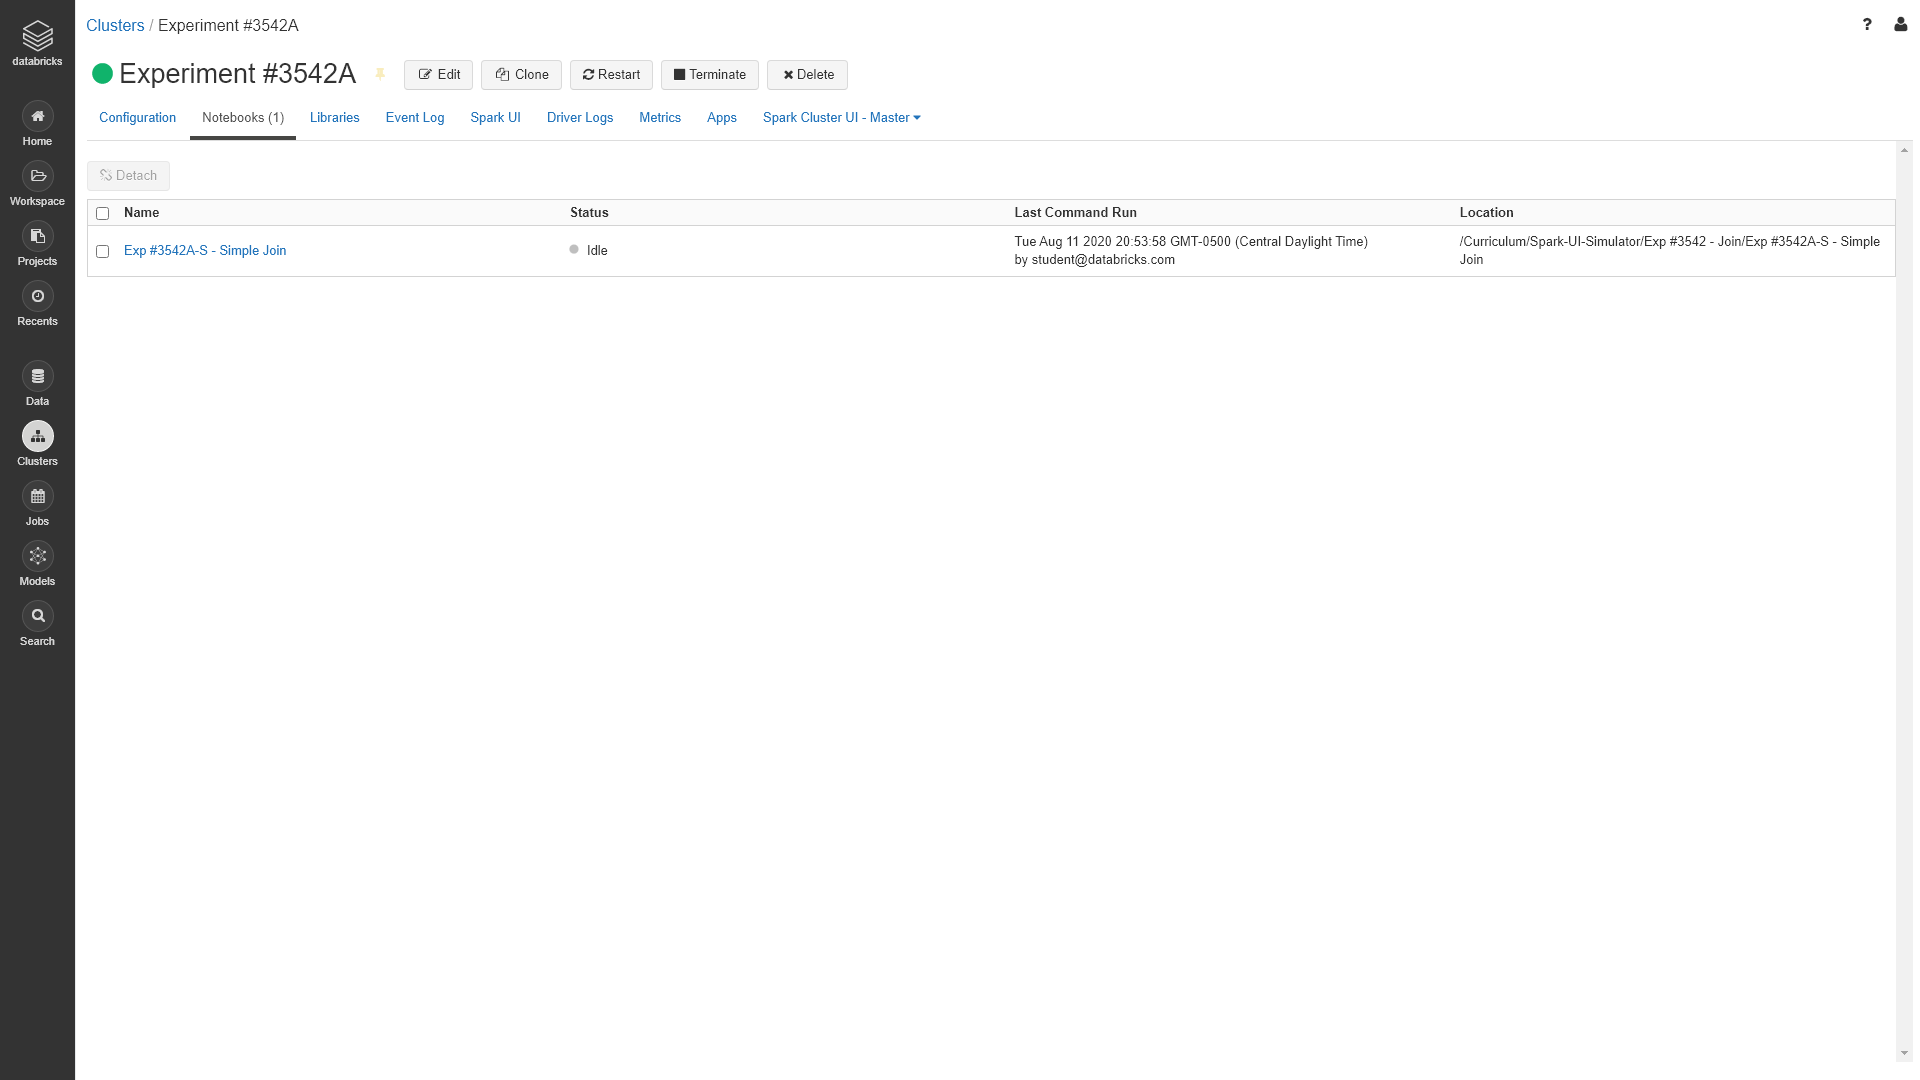 databricks
Home
Workspace
Projects
Recents
Data
Clusters
Jobs
Models
Search
Clusters / Experiment #3542A
?
Experiment #3542A
Edit
Clone
Restart
Terminate
Delete
Configuration
Notebooks (1)
Libraries
Event Log
Spark UI
Driver Logs
Metrics
Apps
Spark Cluster UI - Master
Detach
Name
Status
Last Command Run
Location
Exp #3542A-S - Simple Join
Idle
Tue Aug 11 2020 20:53:58 GMT-0500 (Central Daylight Time)
by student@databricks.com
/Curriculum/Spark-UI-Simulator/Exp #3542 - Join/Exp #3542A-S - Simple
Join